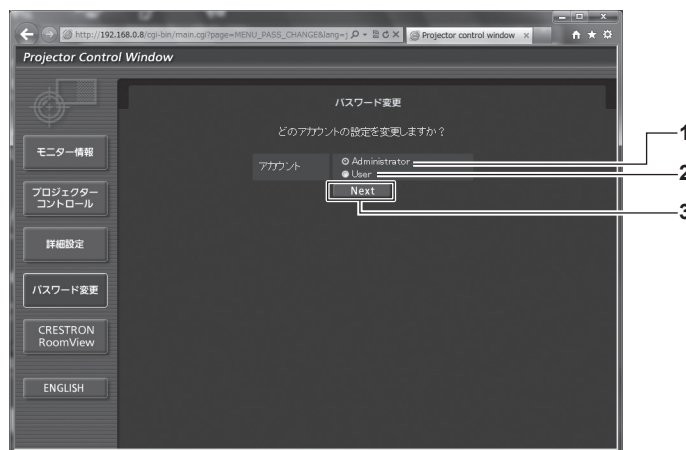 http://192.168.0.8/cgi-bin/main.cgi?page=MENU_PASS_CHANGE&lang=j
Projector control window
Projector Control Window
パスワード変更
どのアカウントの設定を変更しますか？
アカウント
Administrator
User
Next
モニター情報
プロジェクター
コントロール
詳細設定
パスワード変更
CRESTRON
RoomView
ENGLISH
1
2
3